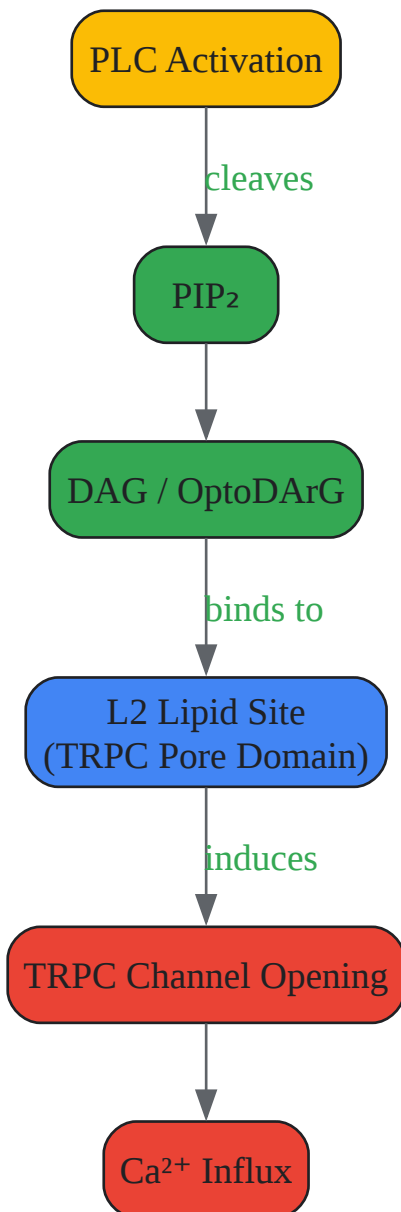 PLC Activation
cleaves
PIP₂
DAG / OptoDArG
binds to
L2 Lipid Site
(TRPC Pore Domain)
induces
TRPC Channel Opening
Ca²⁺ Influx